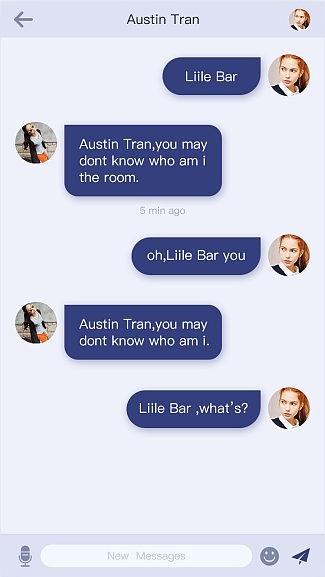 Austin Tran
Liile Bar
Austin Tran,you may
dont know who am i
the room.
5 min ago
oh,Liile Bar you
Austin Tran,you may
dont know who am i.
Liile Bar ,what's?
New Messages